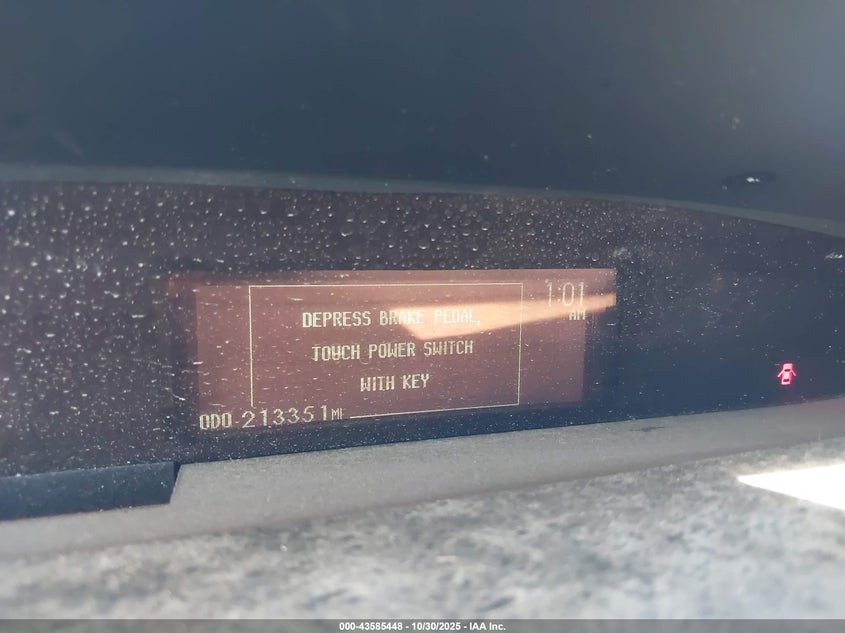 1:01
AM
DEPRESS BRAKE PEDAL,
TOUCH POWER SWITCH
WITH KEY
ODO 213351MI
000-43585448 - 10/30/2025 - IAA Inc.